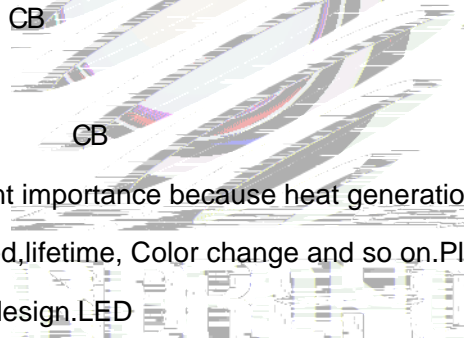 CB
CB
nt importance because heat generatio
d,lifetime, Color change and so on.Pl
design.LED